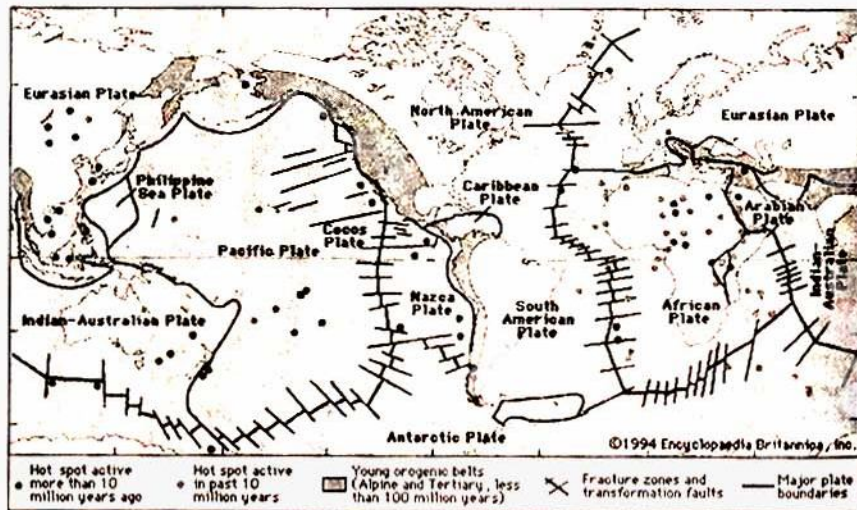 Eurasian Plate
North American
Plate
Eurasian Plate
Philippine
Sea Plate
Caribbean
Plate
Arabian
Plate
Cocos
Plate
Pacific Plate
Indian-
Australian
Plate
Indian-Australian Plate
Nazca
Plate
South
American
Plate
African
Plate
Antarctic Plate
©1994 Encyclopaedia Britannica, Inc.
Hot spot active
more than 10
million years ago
Hot spot active
in past 10
million years
Young orogenic belts
(Alpine and Tertiary, less
than 100 million years)
Fracture zones and
transformation faults
Major plate
boundaries